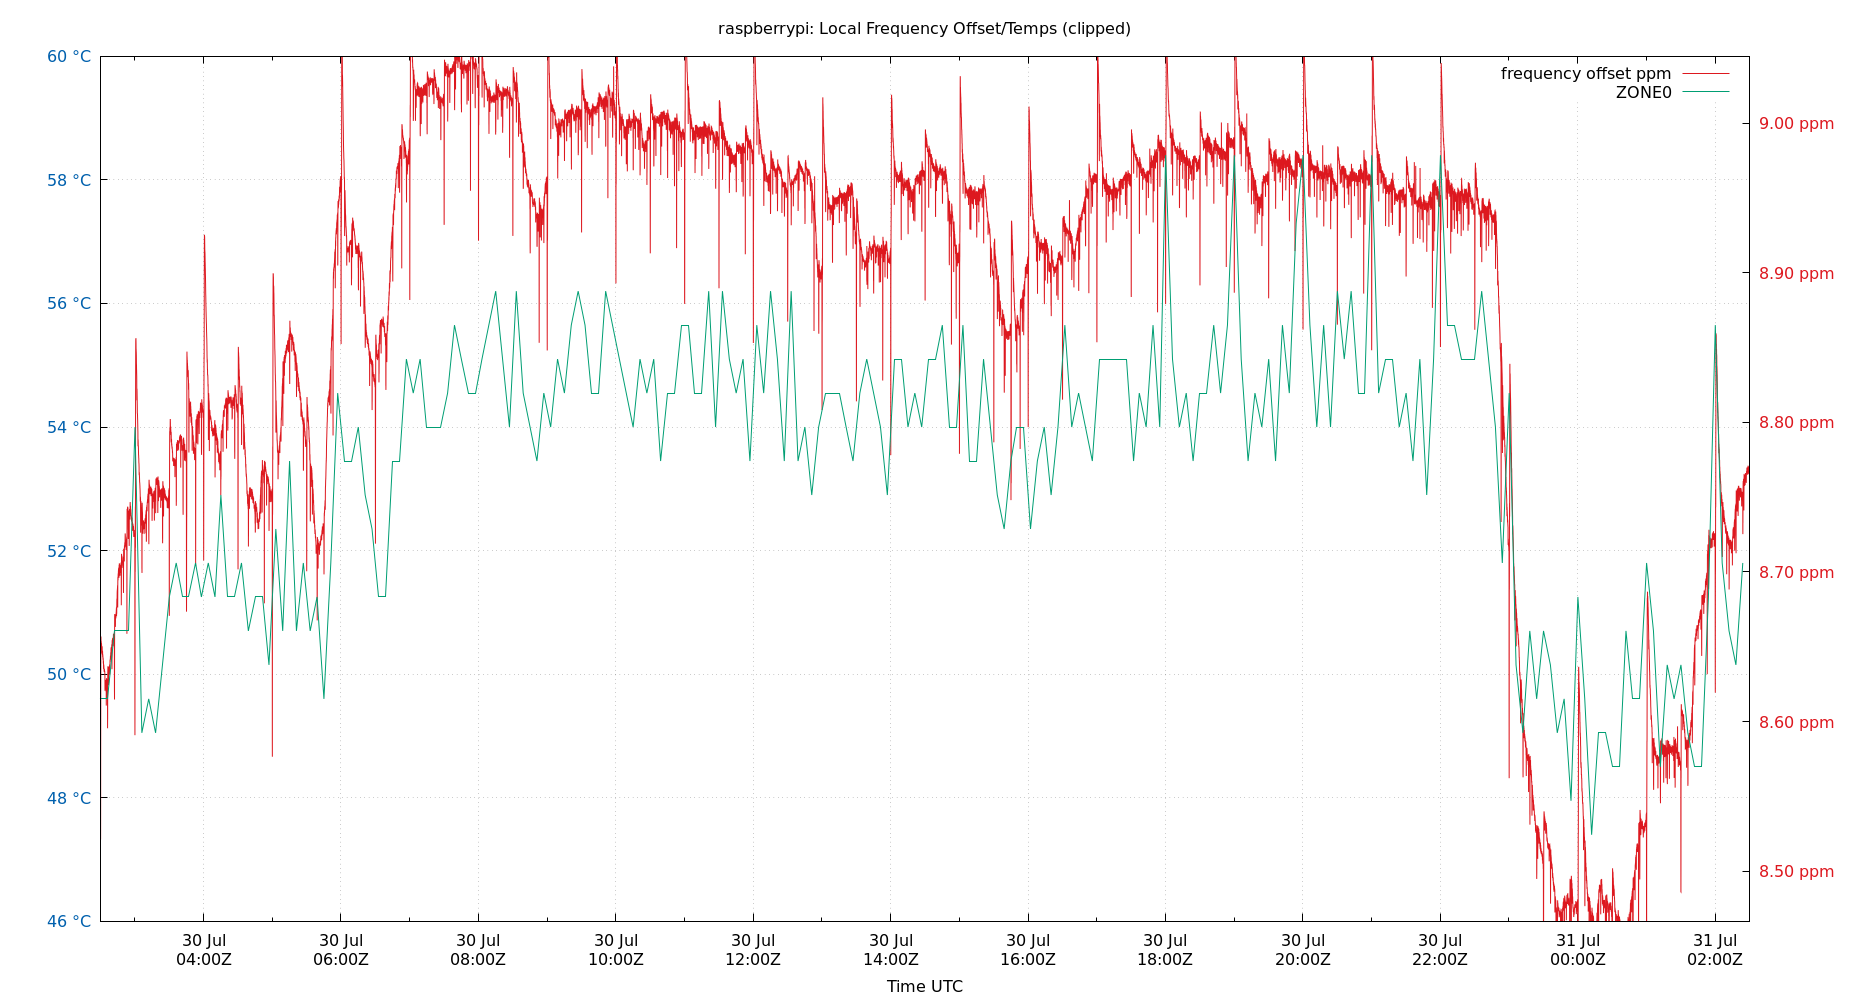 raspberrypi: Local Frequency Offset/Temps (clipped)
60 °C
58 °C
56 °C
54 °C
52 °C
50 °C
48 °C
46 °C
frequency offset ppm
ZONE0
9.00 ppm
8.90 ppm
8.80 ppm
8.70 ppm
8.60 ppm
8.50 ppm
30 Jul
04:00Z
30 Jul
06:00Z
30 Jul
08:00Z
30 Jul
10:00Z
30 Jul
12:00Z
30 Jul
14:00Z
30 Jul
16:00Z
30 Jul
18:00Z
30 Jul
20:00Z
30 Jul
22:00Z
31 Jul
00:00Z
31 Jul
02:00Z
Time UTC